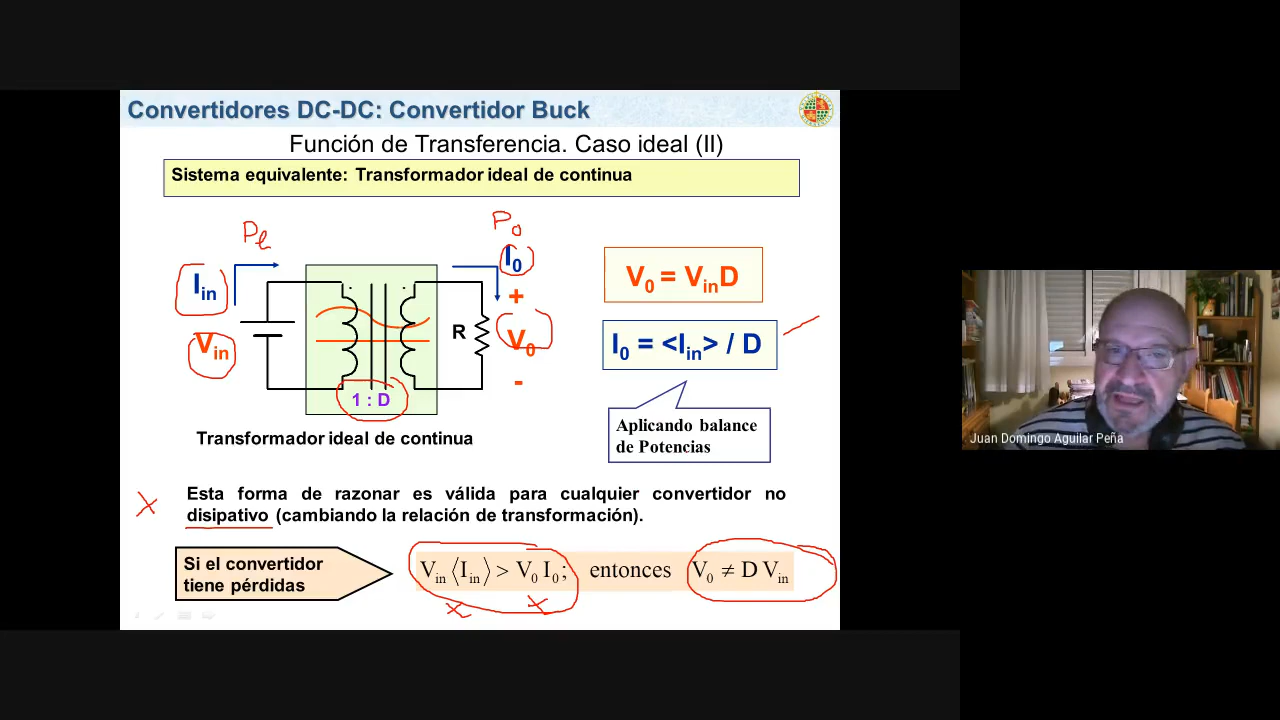 Convertidores DC-DC: Convertidor Buck
Función de Transferencia. Caso ideal (II)
Sistema equivalente: Transformador ideal de continua
Pe
Po
I0
Iin
+
Vin
R
V0
-
1 : D
Transformador ideal de continua
V0 = VinD
I0 = <Iin> / D
Aplicando balance
de Potencias
Juan Domingo Aguilar Peña
X
Esta forma de razonar es válida para cualquier convertidor no
disipativo (cambiando la relación de transformación).
Si el convertidor
tiene pérdidas
Vin ⟨Iin⟩ > V0 I0; entonces V0 ≠ D Vin
x x